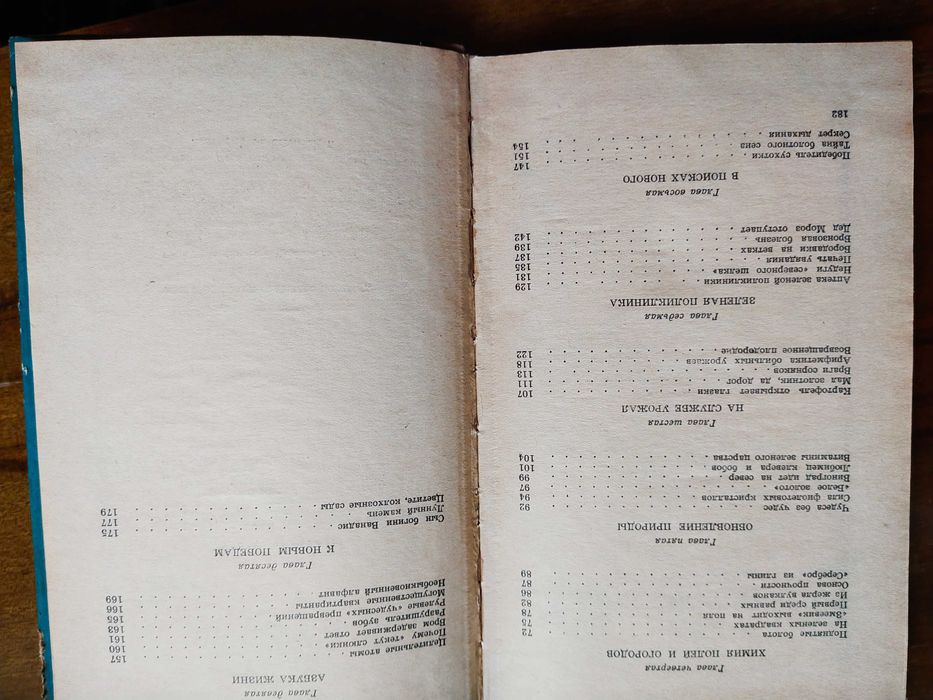 Глава четвертая
ХИМИЯ ПОЛЕЙ И ОГОРОДОВ
Поднятые болота . . . . . . . . . . 72
На зеленых квадратах . . . . . . . . . . 75
«Змеевик» выходит на поля . . . . . . . . . . 78
Первый среди равных . . . . . . . . . . 82
Из жерла вулканов . . . . . . . . . . 86
Основа прочности . . . . . . . . . . 87
«Серебро» из глины . . . . . . . . . . 89
Глава пятая
ОБНОВЛЕНИЕ ПРИРОДЫ
Чудеса без чудес . . . . . . . . . . 92
Сила фиолетовых кристаллов . . . . . . . . . . 94
«Белое золото» . . . . . . . . . . 97
Виноград идет на север . . . . . . . . . . 99
Любимец клевера и бобов . . . . . . . . . . 101
Витамины зеленого царства . . . . . . . . . . 104
Глава шестая
НА СЛУЖБЕ УРОЖАЯ
Картофель открывает глазки . . . . . . . . . . 107
Мал золотник, да дорог . . . . . . . . . . 111
Враги сорняков . . . . . . . . . . 113
Арифметика обильных урожаев . . . . . . . . . . 118
Возвращенное плодородие . . . . . . . . . . 122
Глава седьмая
ЗЕЛЕНАЯ ПОЛИКЛИНИКА
Аптека зеленой поликлиники . . . . . . . . . . 129
Недуги «северного шелка» . . . . . . . . . . 131
Печать увядания . . . . . . . . . . 135
Бородавки на ветках . . . . . . . . . . 137
Бронзовая болезнь . . . . . . . . . . 139
Дед Мороз отступает . . . . . . . . . . 142
Глава восьмая
В ПОИСКАХ НОВОГО
Победитель сухотки . . . . . . . . . . 147
Тайна болотного сена . . . . . . . . . . 151
Секрет дыхания . . . . . . . . . . 154
182
Глава девятая
АЗБУКА ЖИЗНИ
Целительные атомы . . . . . . . . . . 157
Почему «текут слюнки» . . . . . . . . . . 160
Бром задерживает ответ . . . . . . . . . . 161
Разрушитель зубов . . . . . . . . . . 163
Рулевые «чудесных» превращений . . . . . . . . . . 165
Могущественные квартиранты . . . . . . . . . . 166
Необыкновенный алфавит . . . . . . . . . . 169
Глава десятая
К НОВЫМ ПОБЕДАМ
Сын богини Ванадис . . . . . . . . . . 175
Лунный камень . . . . . . . . . . 177
Цветите, колхозные сады . . . . . . . . . . 179